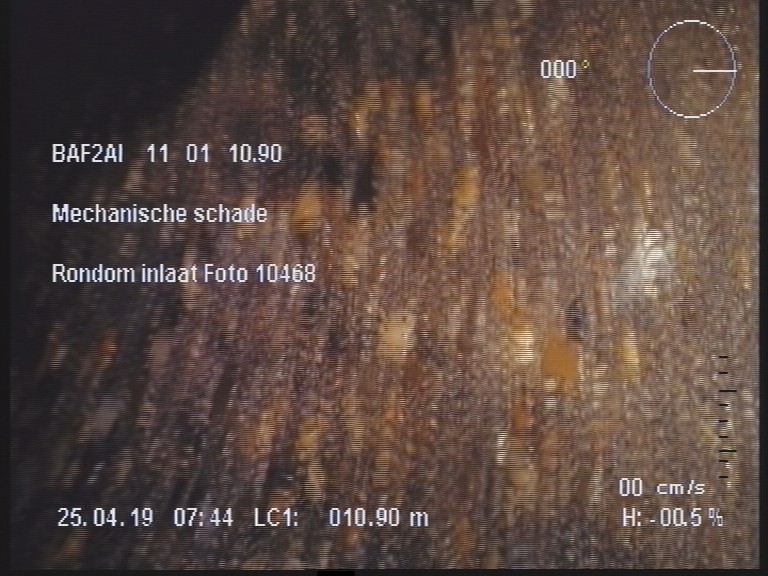 000°
BAF2AI 11 01 10.90
Mechanische schade
Rondom inlaat Foto 10468
00 cm/s
25.04.19 07:44 LC1: 010.90 m H: -00.5 %